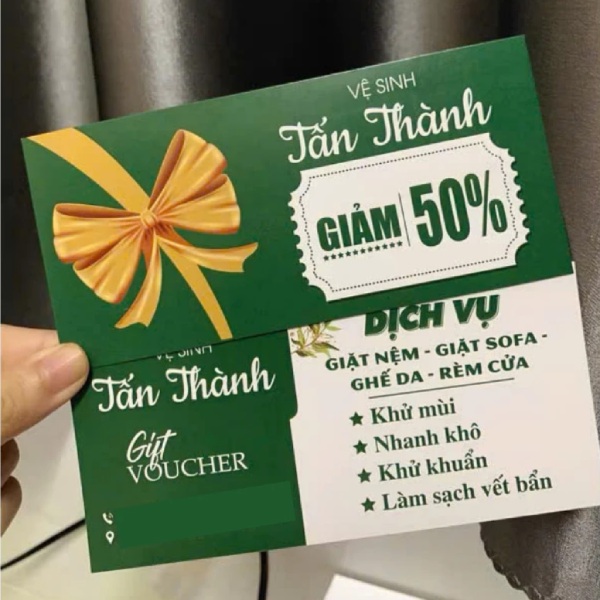 VỆ SINH
Tấn Thành
GIẢM 50%
DỊCH VỤ
GIẶT NỆM - GIẶT SOFA -
GHẾ DA - RÈM CỬA
★ Khử mùi
★ Nhanh khô
★ Khử khuẩn
★ Làm sạch vết bẩn
VỆ SINH
Tấn Thành
Gift
VOUCHER